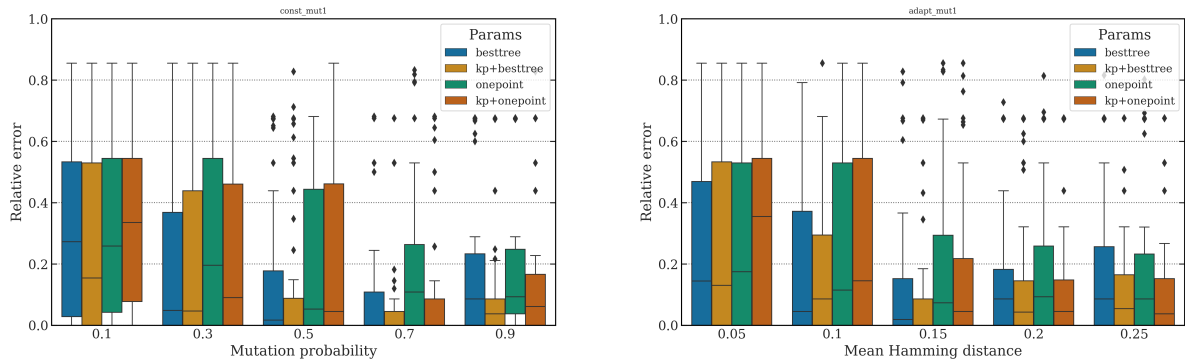 const_mut1
Relative error
1.0
0.8
0.6
0.4
0.2
0.0
Params
besttree
kp+besttree
onepoint
kp+onepoint
0.1 0.3 0.5 0.7 0.9
Mutation probability
adapt_mut1
Relative error
1.0
0.8
0.6
0.4
0.2
0.0
Params
besttree
kp+besttree
onepoint
kp+onepoint
0.05 0.1 0.15 0.2 0.25
Mean Hamming distance